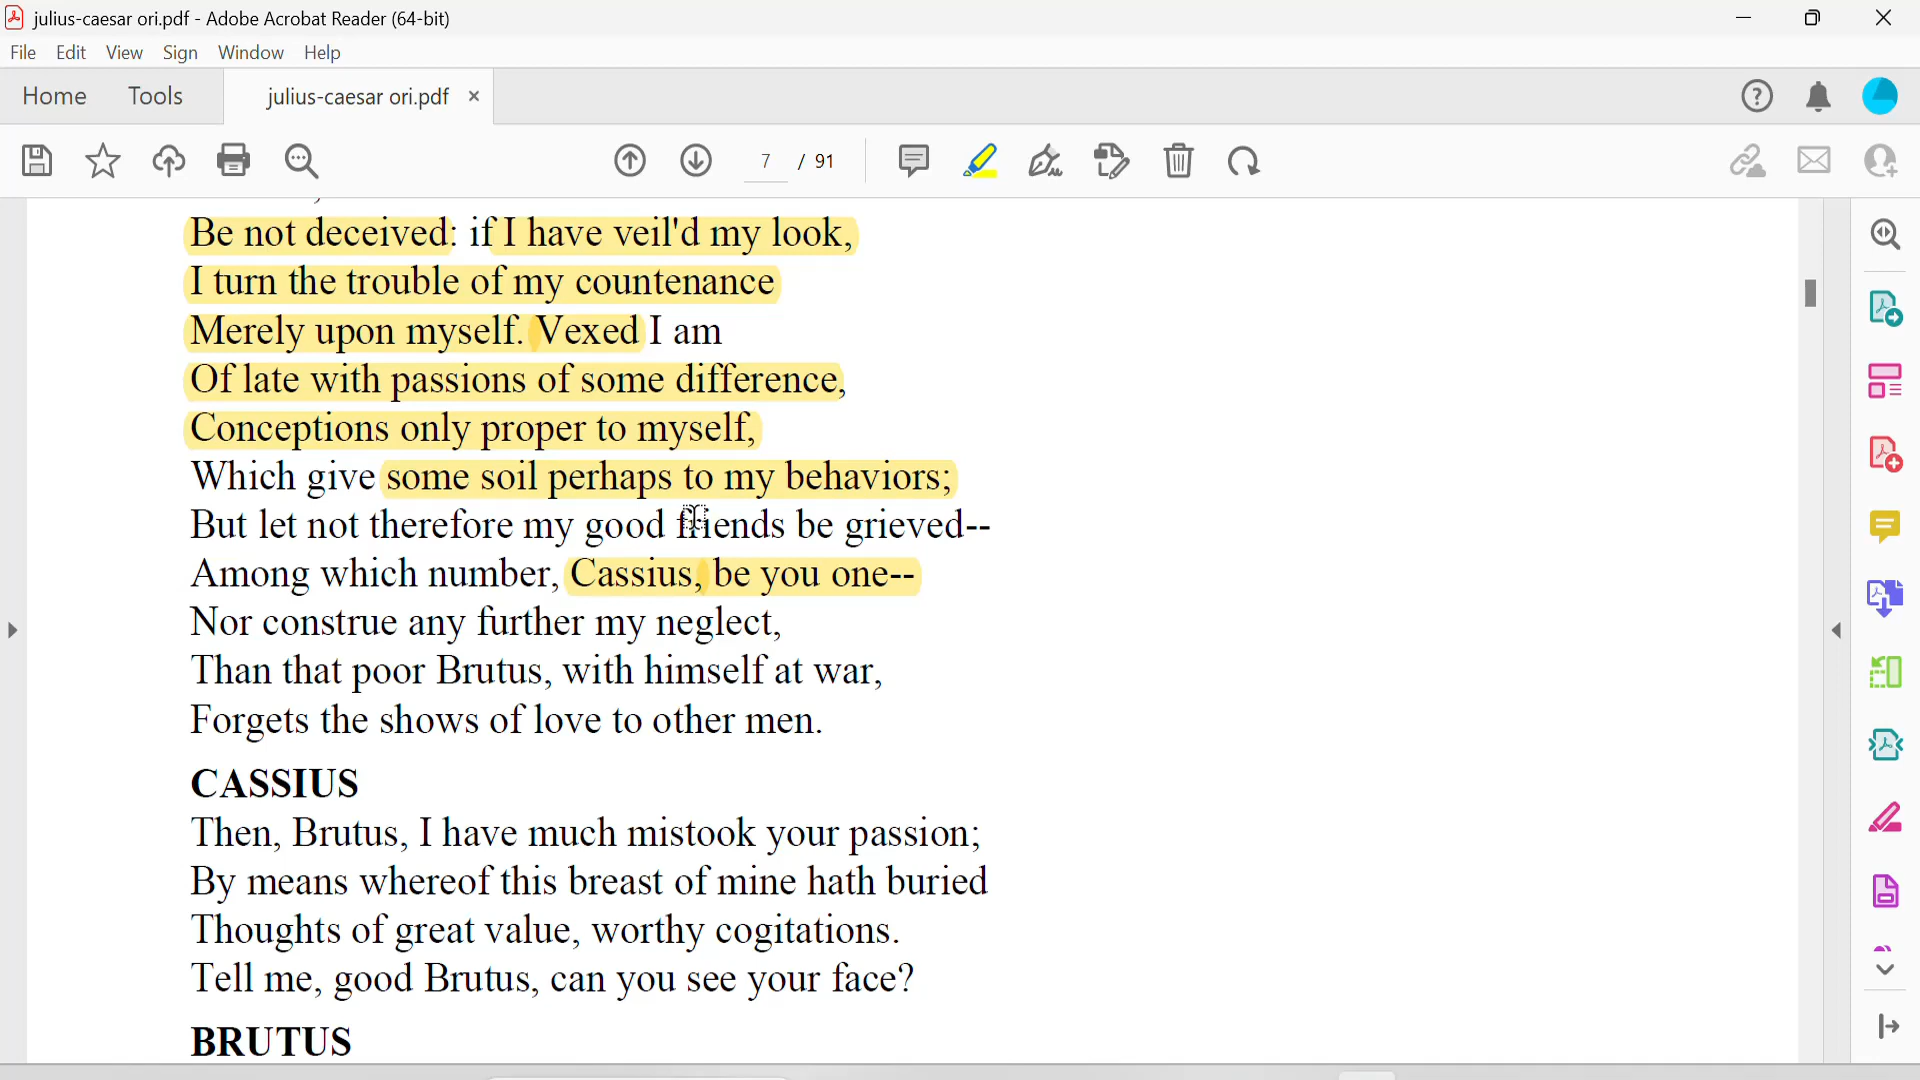 julius-caesar ori.pdf - Adobe Acrobat Reader (64-bit)
File Edit View Sign Window Help
Home Tools julius-caesar ori.pdf ×
7 / 91
Be not deceived: if I have veil'd my look,
I turn the trouble of my countenance
Merely upon myself. Vexed I am
Of late with passions of some difference,
Conceptions only proper to myself,
Which give some soil perhaps to my behaviors;
But let not therefore my good friends be grieved--
Among which number, Cassius, be you one--
Nor construe any further my neglect,
Than that poor Brutus, with himself at war,
Forgets the shows of love to other men.
CASSIUS
Then, Brutus, I have much mistook your passion;
By means whereof this breast of mine hath buried
Thoughts of great value, worthy cogitations.
Tell me, good Brutus, can you see your face?
BRUTUS